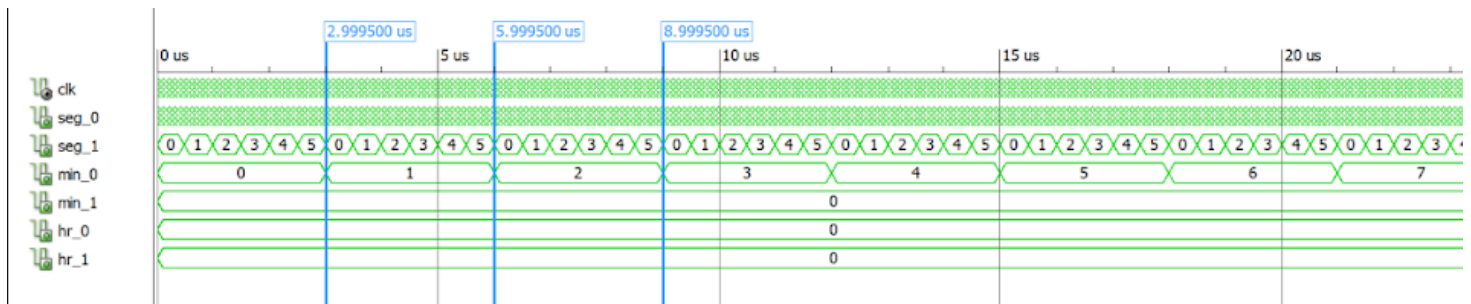 2.999500 us 5.999500 us 8.999500 us
0 us 5 us 10 us 15 us 20 us
clk
seg_0
seg_1 0 1 2 3 4 5 0 1 2 3 4 5 0 1 2 3 4 5 0 1 2 3 4 5 0 1 2 3 4 5 0 1 2 3 4 5 0 1 2 3 4 5 0 1 2 3 4
min_0 0 1 2 3 4 5 6 7
min_1 0
hr_0 0
hr_1 0